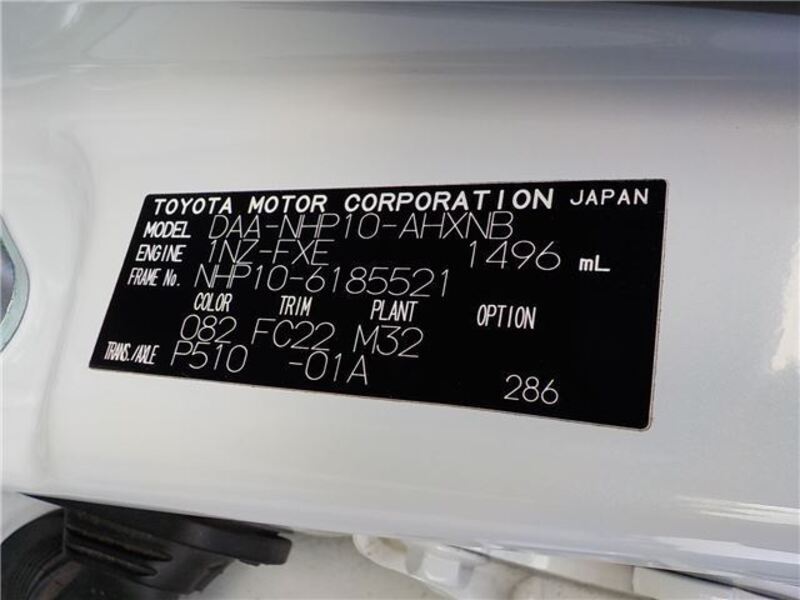 TOYOTA MOTOR CORPORATION JAPAN
MODEL DAA-NHP10-AHXNB
ENGINE 1NZ-FXE 1496 mL
FRAME No. NHP10-6185521
COLOR TRIM PLANT OPTION
082 FC22 M32
TRANS./AXLE P510 -01A
286